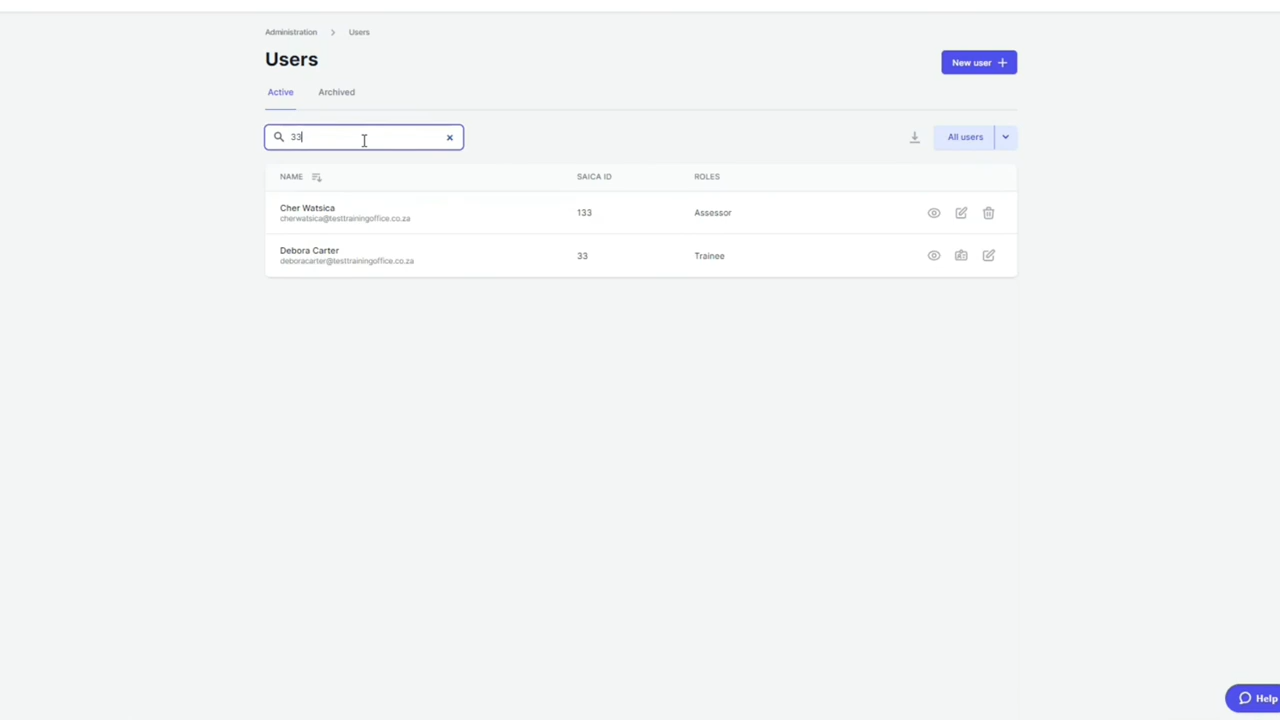 Administration > Users
Users
New user +
Active Archived
33
All users
NAME SAICA ID ROLES
Cher Watsica
cherwatsica@testtrainingoffice.co.za
133 Assessor
Debora Carter
deboracarter@testtrainingoffice.co.za
33 Trainee
Help